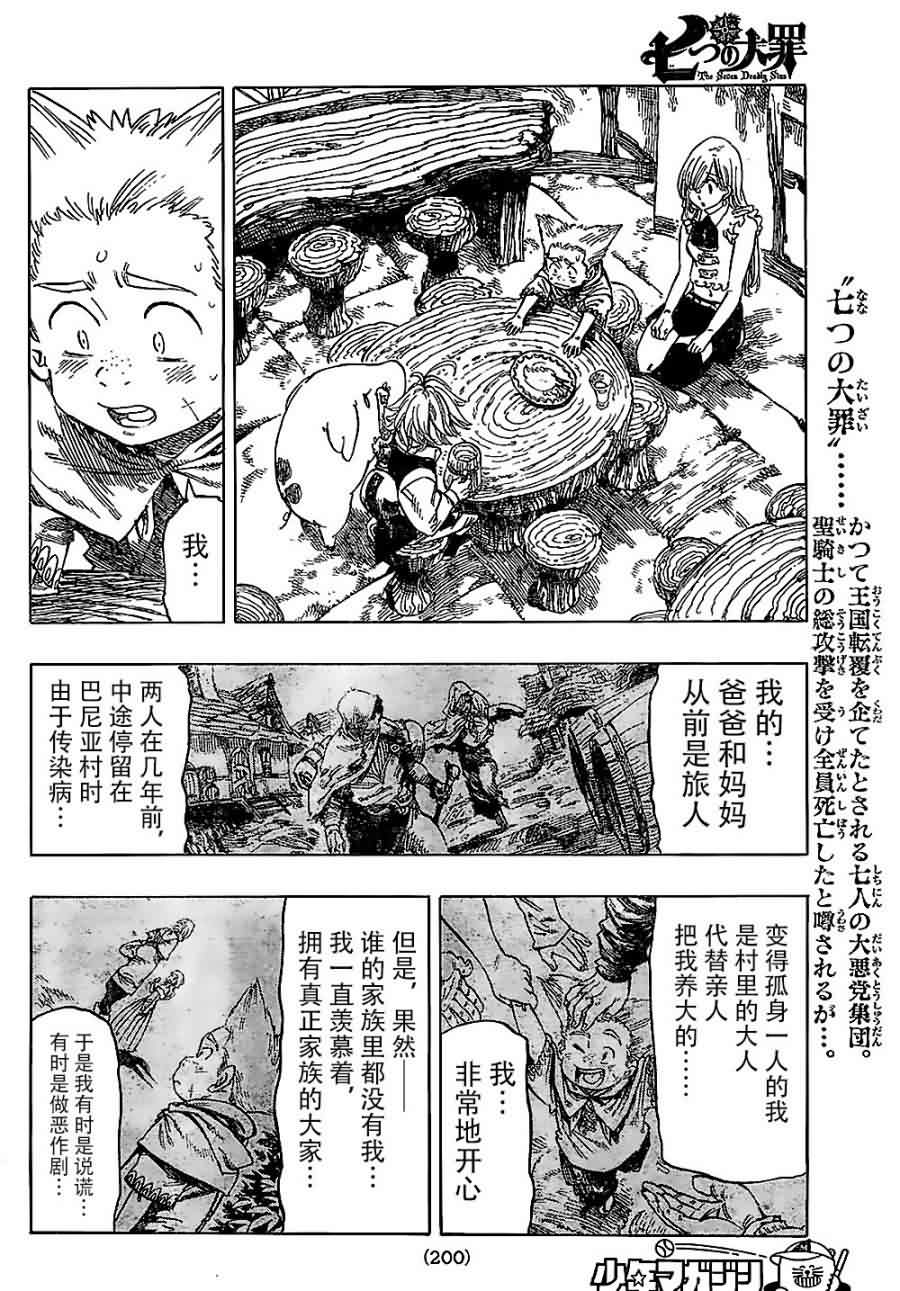 七つの大罪
The Seven Deadly Sins
〝七つの大罪〟……
かつて王国転覆を企てたとされる七人の大悪党集団。
聖騎士の総攻撃を受け全員死亡したと噂されるが…。
我…
我的…
爸爸和妈妈
从前是旅人
两人在几年前,
中途停留在
巴尼亚村时
由于传染病…
变得孤身一人的我
是村里的大人
代替亲人
把我养大的……
我…
非常地开心
但是,果然——
谁的家族里都没有我…
我一直羡慕着,
拥有真正家族的大家…
于是我有时是说谎…
有时是做恶作剧…
(200)
少年マガジン